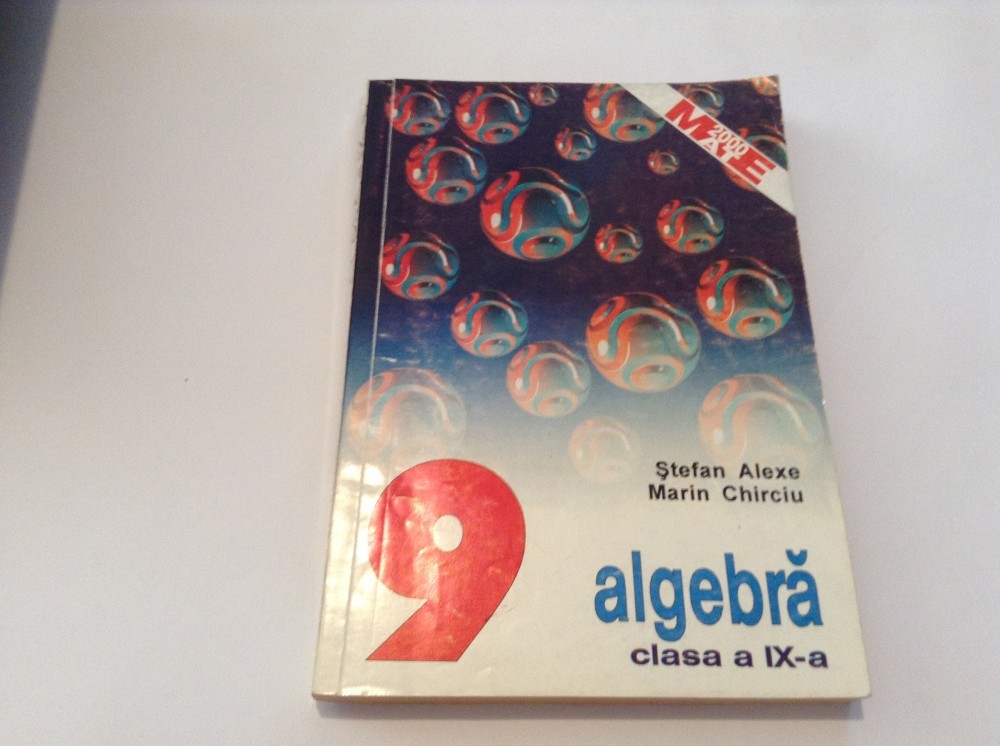 MATE 2000
Ştefan Alexe
Marin Chirciu
9
algebră
clasa a IX-a